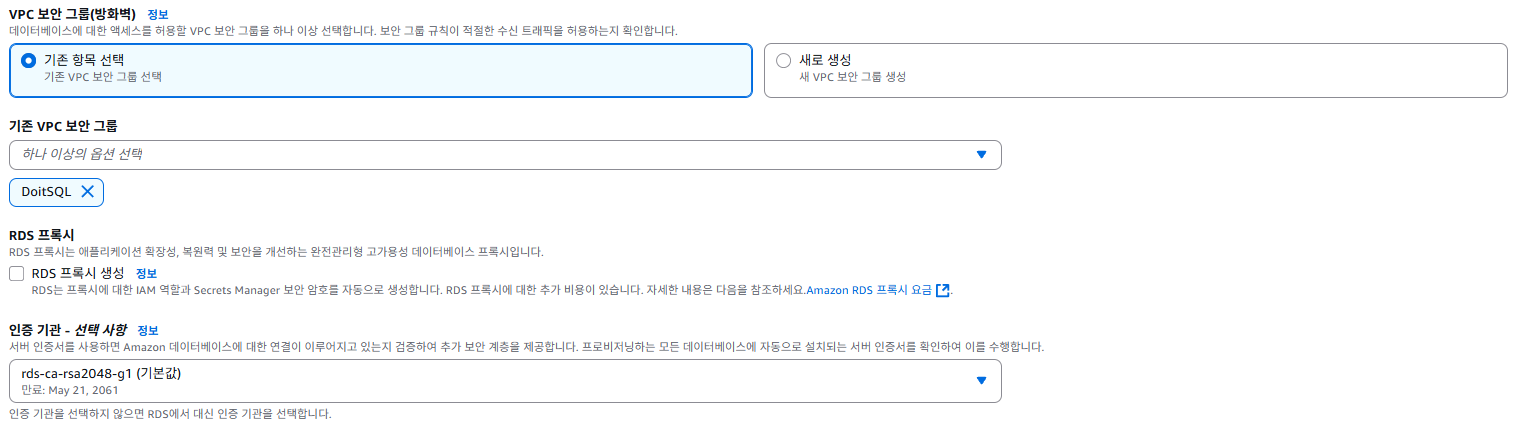 VPC 보안 그룹(방화벽) 정보
데이터베이스에 대한 액세스를 허용할 VPC 보안 그룹을 하나 이상 선택합니다. 보안 그룹 규칙이 적절한 수신 트래픽을 허용하는지 확인합니다.
기존 항목 선택
기존 VPC 보안 그룹 선택
새로 생성
새 VPC 보안 그룹 생성
기존 VPC 보안 그룹
하나 이상의 옵션 선택
DoitSQL
RDS 프록시
RDS 프록시는 애플리케이션 확장성, 복원력 및 보안을 개선하는 완전관리형 고가용성 데이터베이스 프록시입니다.
RDS 프록시 생성 정보
RDS는 프록시에 대한 IAM 역할과 Secrets Manager 보안 암호를 자동으로 생성합니다. RDS 프록시에 대한 추가 비용이 있습니다. 자세한 내용은 다음을 참조하세요.Amazon RDS 프록시 요금.
인증 기관 - 선택 사항 정보
서버 인증서를 사용하면 Amazon 데이터베이스에 대한 연결이 이루어지고 있는지 검증하여 추가 보안 계층을 제공합니다. 프로비저닝하는 모든 데이터베이스에 자동으로 설치되는 서버 인증서를 확인하여 이를 수행합니다.
rds-ca-rsa2048-g1 (기본값)
만료: May 21, 2061
인증 기관을 선택하지 않으면 RDS에서 대신 인증 기관을 선택합니다.